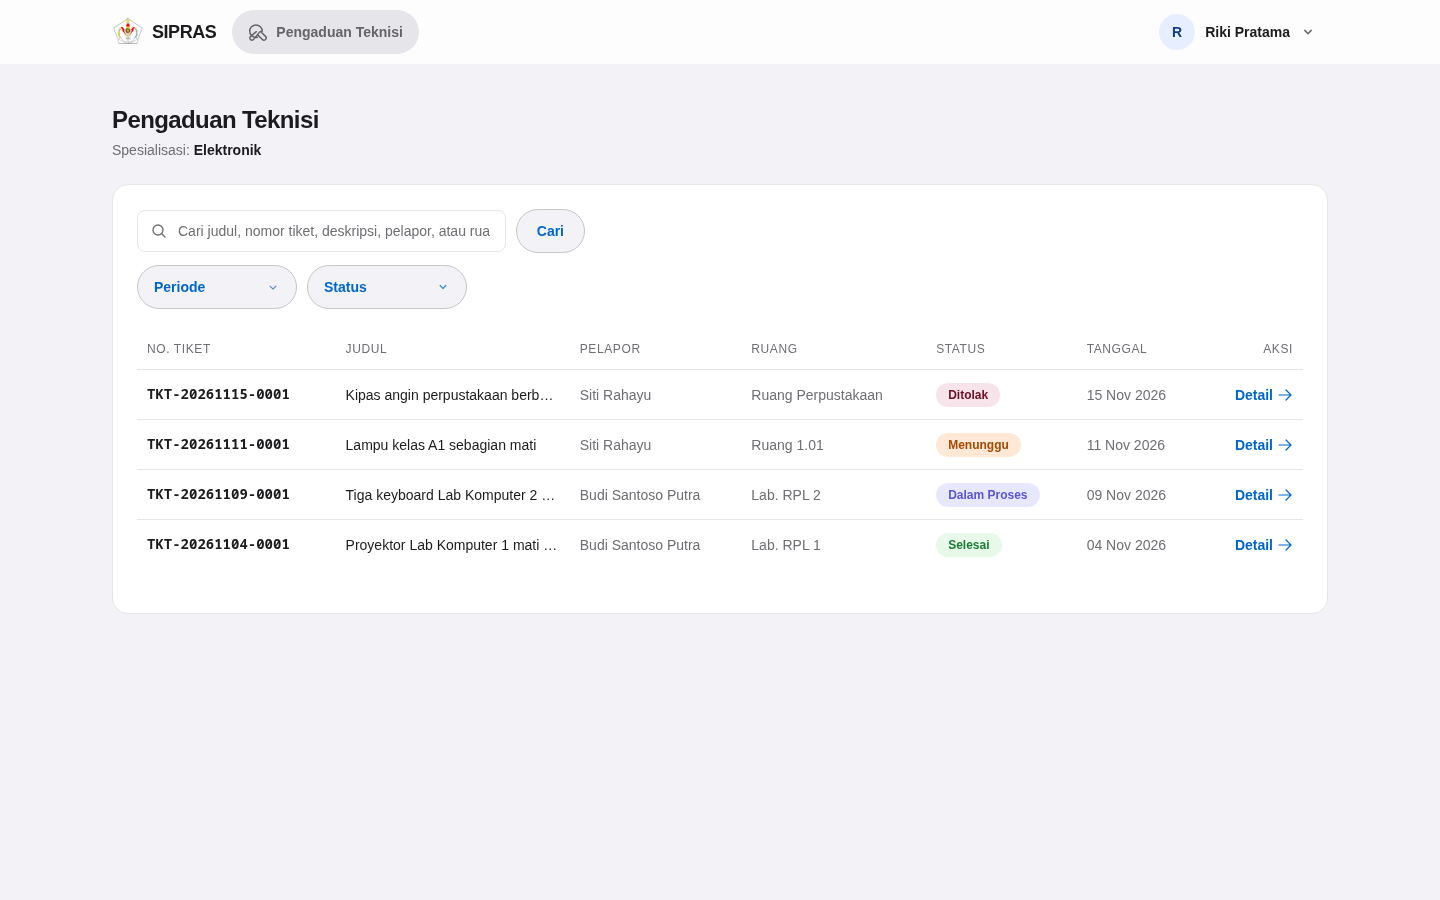 SIPRAS
Pengaduan Teknisi
R
Riki Pratama
Pengaduan Teknisi
Spesialisasi: Elektronik
Cari judul, nomor tiket, deskripsi, pelapor, atau rua
Cari
Periode
Status
NO. TIKET JUDUL PELAPOR RUANG STATUS TANGGAL AKSI
TKT-20261115-0001 Kipas angin perpustakaan berb… Siti Rahayu Ruang Perpustakaan Ditolak 15 Nov 2026 Detail
TKT-20261111-0001 Lampu kelas A1 sebagian mati Siti Rahayu Ruang 1.01 Menunggu 11 Nov 2026 Detail
TKT-20261109-0001 Tiga keyboard Lab Komputer 2 … Budi Santoso Putra Lab. RPL 2 Dalam Proses 09 Nov 2026 Detail
TKT-20261104-0001 Proyektor Lab Komputer 1 mati … Budi Santoso Putra Lab. RPL 1 Selesai 04 Nov 2026 Detail